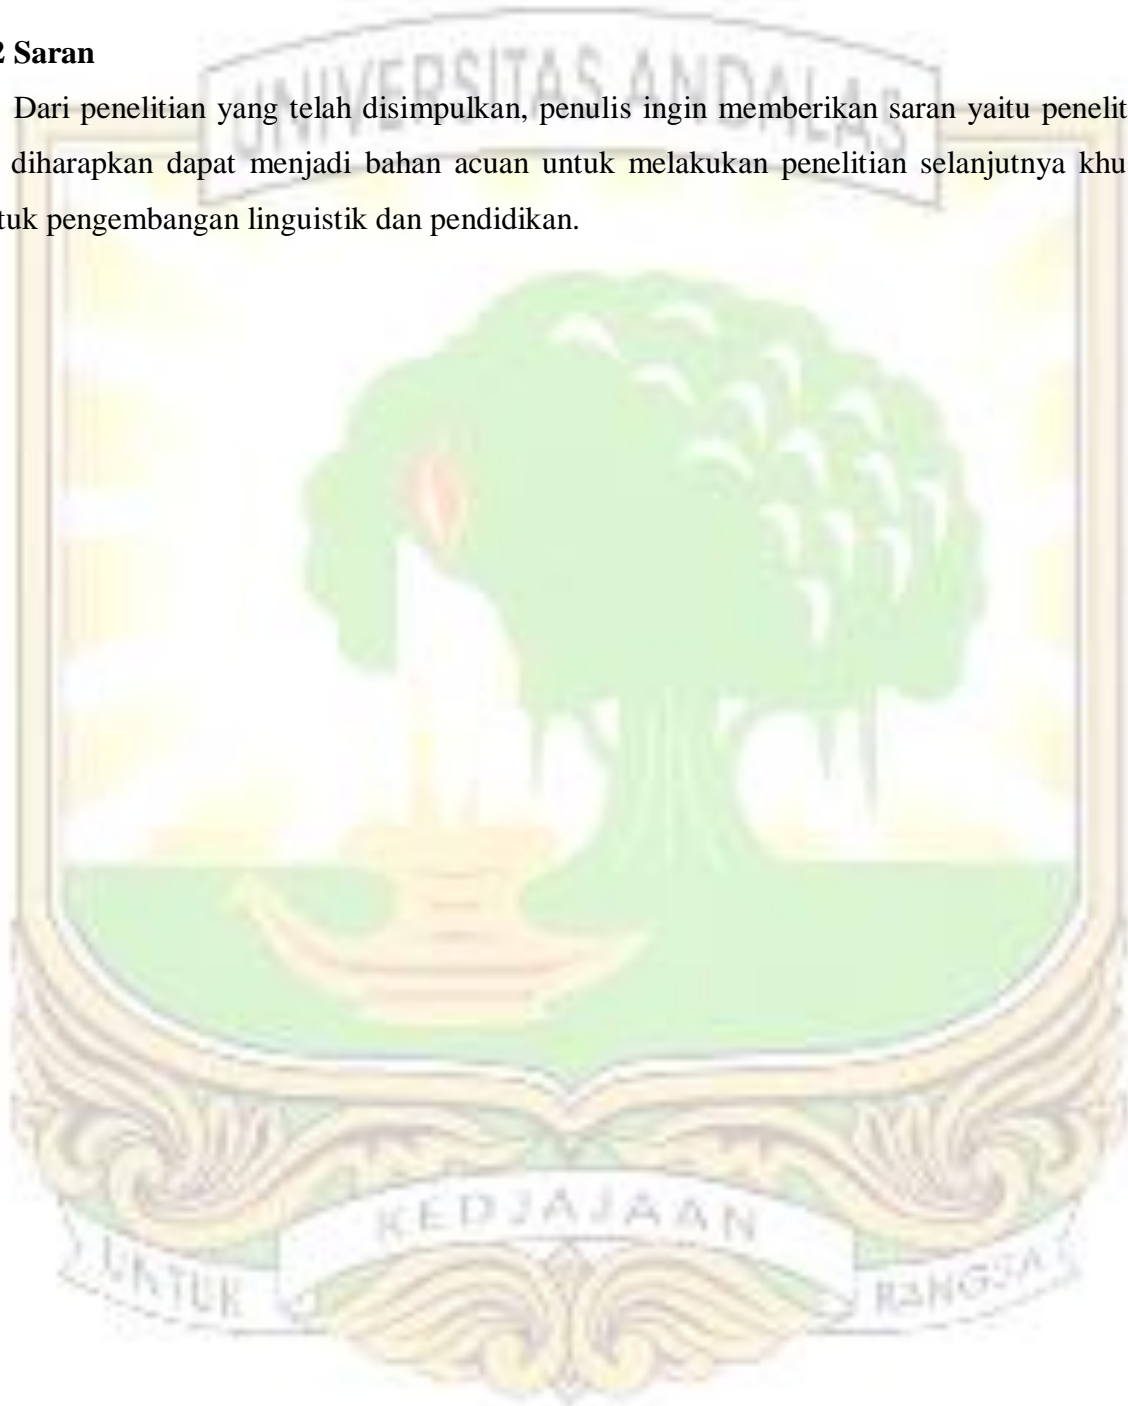 2 Saran
Dari penelitian yang telah disimpulkan, penulis ingin memberikan saran yaitu penelit
diharapkan dapat menjadi bahan acuan untuk melakukan penelitian selanjutnya khu
tuk pengembangan linguistik dan pendidikan.
UNIVERSITAS ANDALAS
KEDJAJAAN
UNTUK
BANGSA